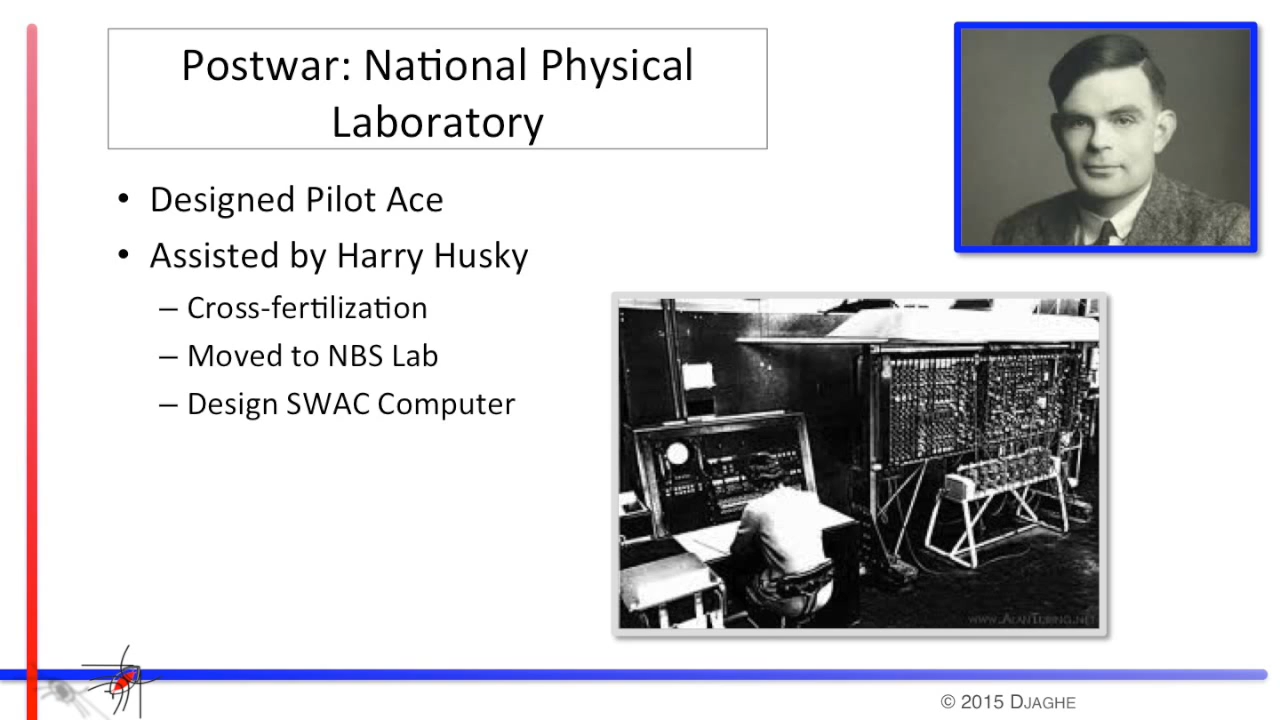 Postwar: National Physical
Laboratory
• Designed Pilot Ace
• Assisted by Harry Husky
– Cross-fertilization
– Moved to NBS Lab
– Design SWAC Computer
www.AlanTuring.net
© 2015 Djaghe